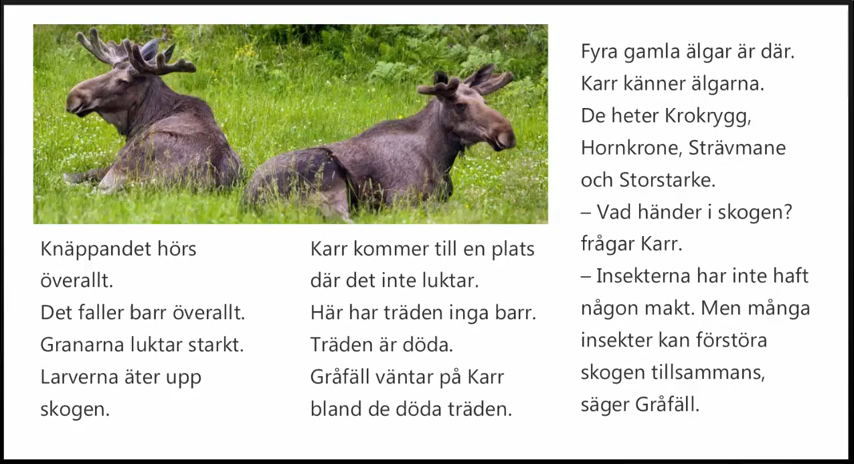 Knäppandet hörs
överallt.
Det faller barr överallt.
Granarna luktar starkt.
Larverna äter upp
skogen.
Karr kommer till en plats
där det inte luktar.
Här har träden inga barr.
Träden är döda.
Gråfäll väntar på Karr
bland de döda träden.
Fyra gamla älgar är där.
Karr känner älgarna.
De heter Krokrygg,
Hornkrone, Strävmane
och Storstarke.
– Vad händer i skogen?
frågar Karr.
– Insekterna har inte haft
någon makt. Men många
insekter kan förstöra
skogen tillsammans,
säger Gråfäll.